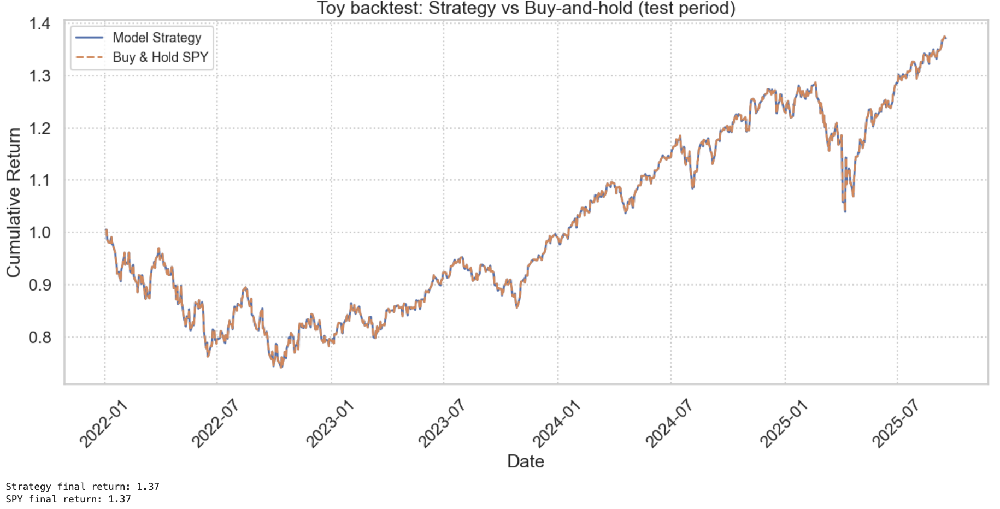 Toy backtest: Strategy vs Buy-and-hold (test period)
Model Strategy
Buy & Hold SPY
Cumulative Return
1.4
1.3
1.2
1.1
1.0
0.9
0.8
2022-01
2022-07
2023-01
2023-07
2024-01
2024-07
2025-01
2025-07
Date
Strategy final return: 1.37
SPY final return: 1.37